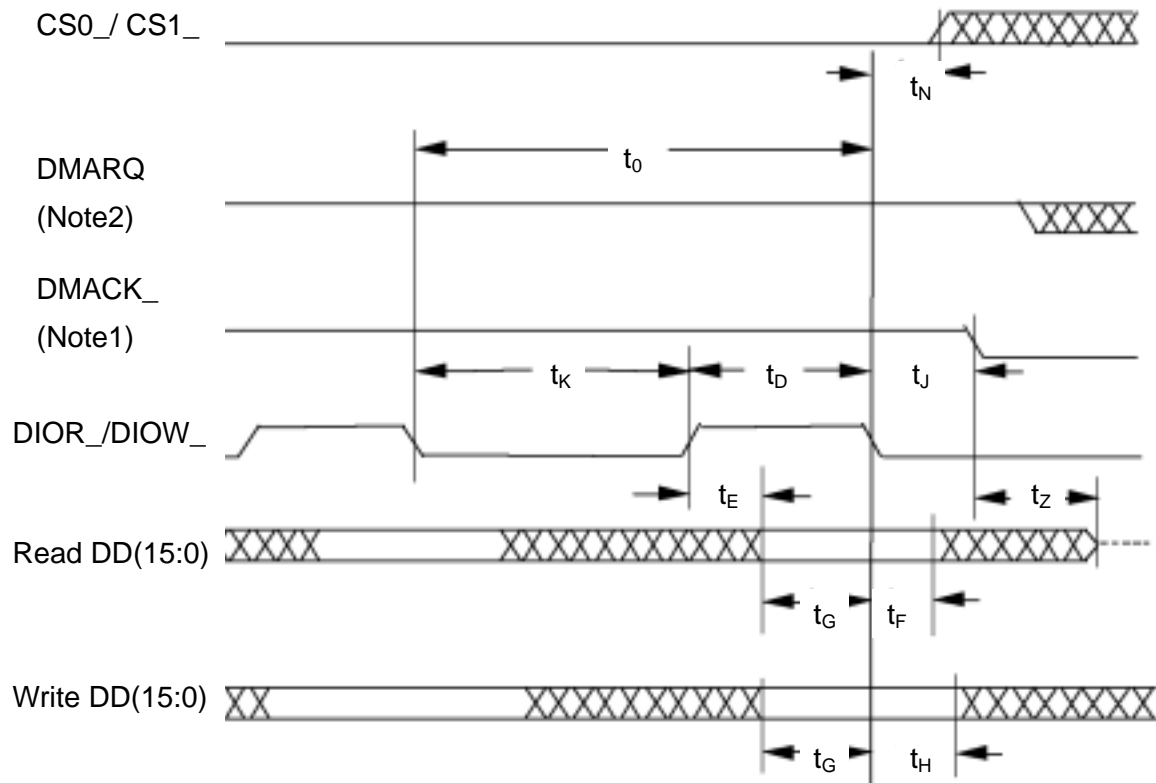 CS0_/ CS1_
tN
t0
DMARQ
(Note2)
DMACK_
(Note1)
tK
tD
tJ
DIOR_/DIOW_
tE
tZ
Read DD(15:0)
tG
tF
Write DD(15:0)
tG
tH